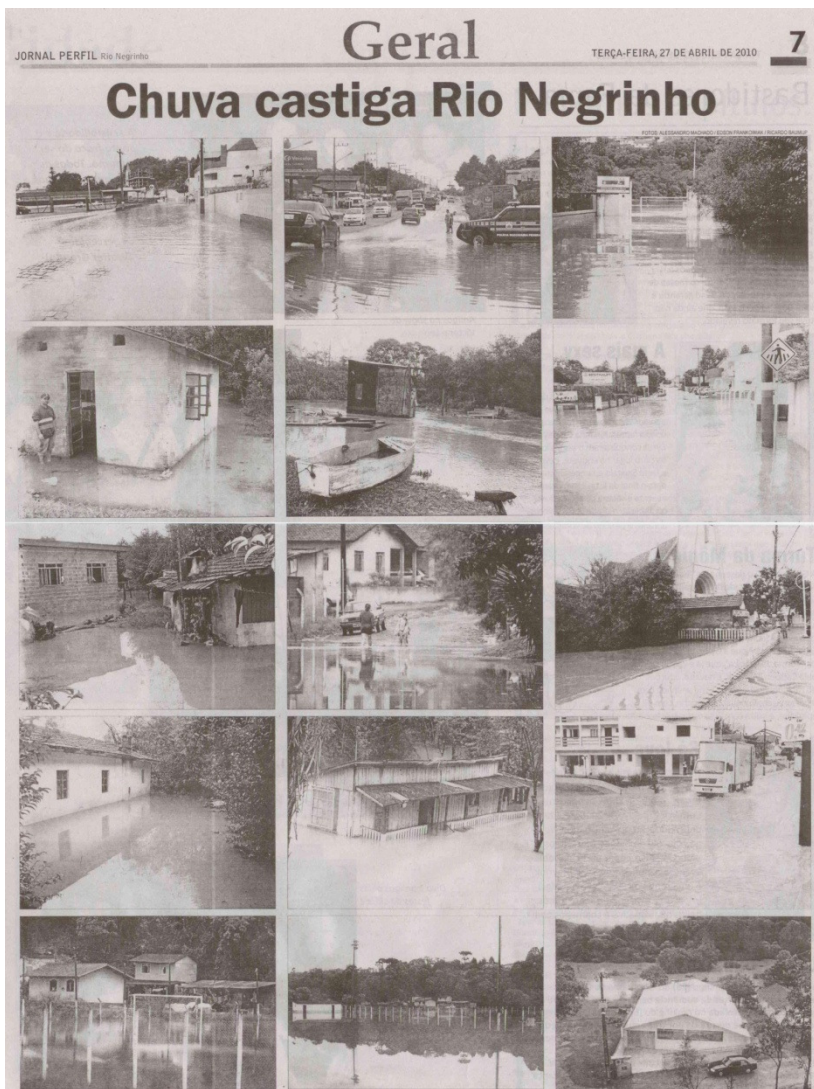 JORNAL PERFIL Rio Negrinho
Geral
TERÇA-FEIRA, 27 DE ABRIL DE 2010
7
Chuva castiga Rio Negrinho